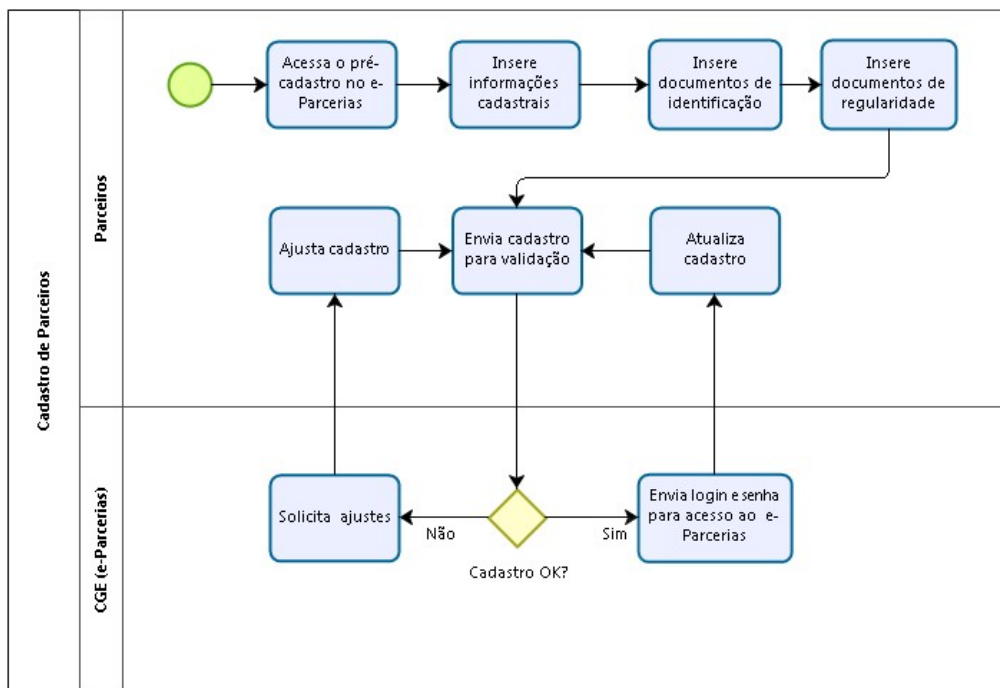 Cadastro de Parceiros
Parceiros
Acessa o pré-
cadastro no e-
Parcerias
Insere
informações
cadastrais
Insere
documentos de
identificação
Insere
documentos de
regularidade
Ajusta cadastro
Envia cadastro
para validação
Atualiza
cadastro
CGE (e-Parcerias)
Solicita ajustes
Não
Cadastro OK?
Sim
Envia login e senha
para acesso ao e-
Parcerias